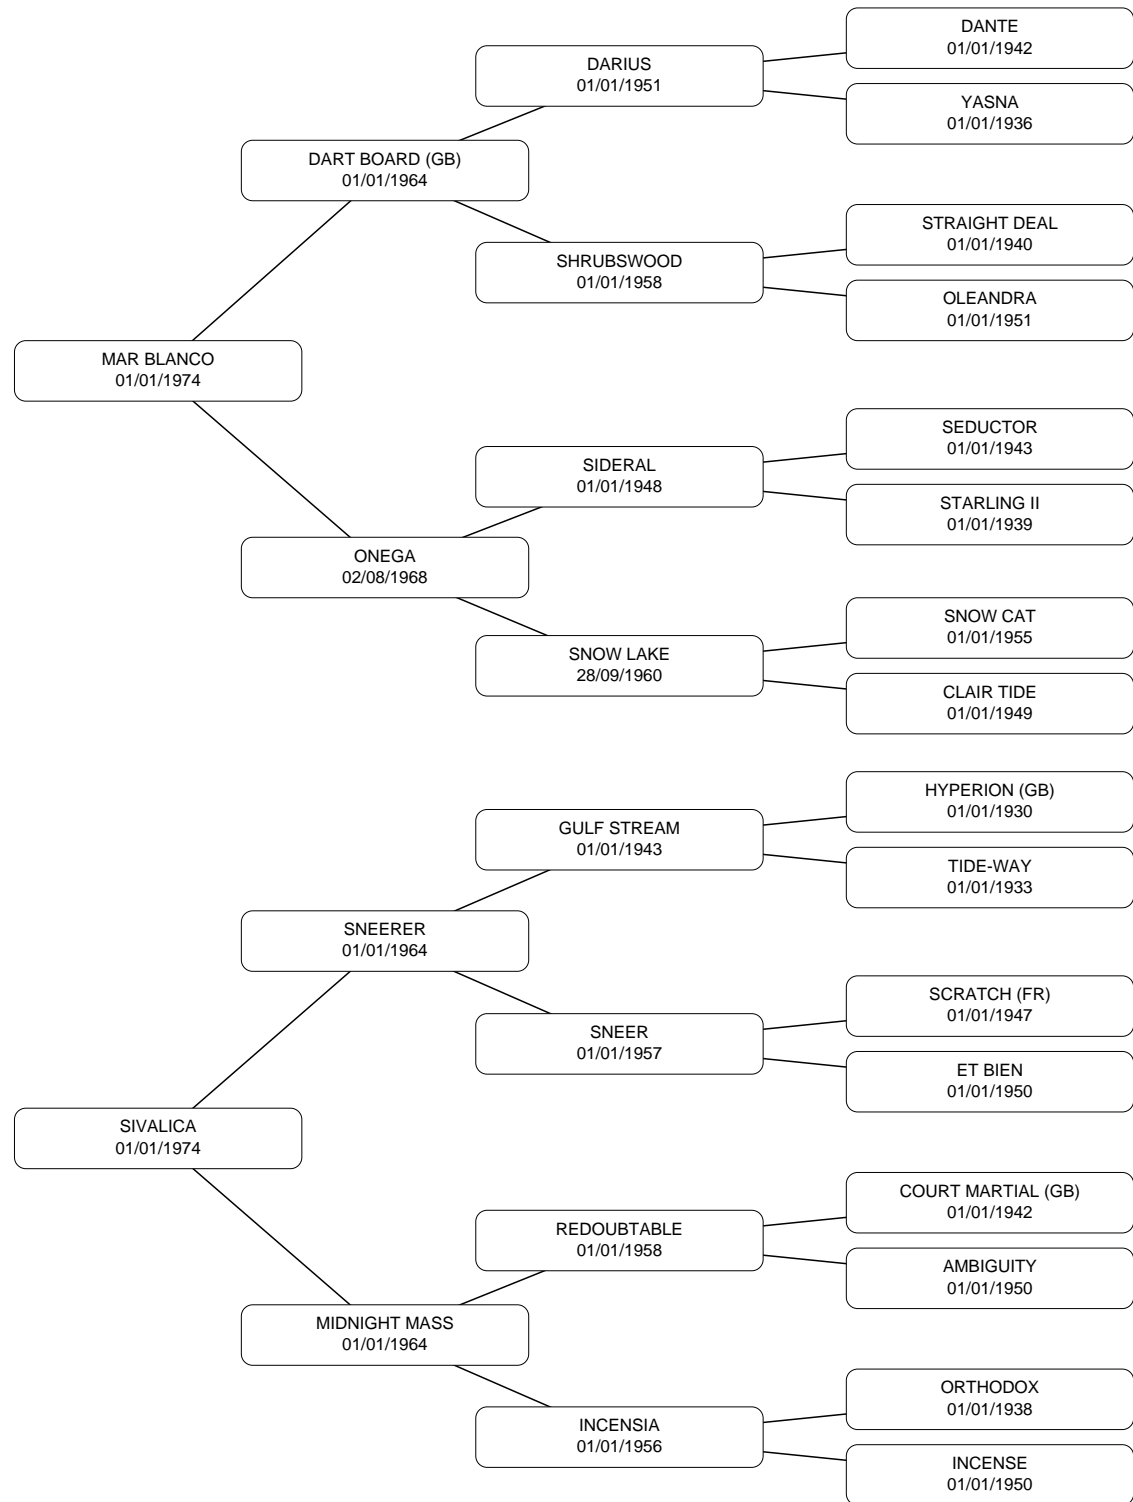 DANTE
01/01/1942
DARIUS
01/01/1951
YASNA
01/01/1936
DART BOARD (GB)
01/01/1964
STRAIGHT DEAL
01/01/1940
SHRUBSWOOD
01/01/1958
OLEANDRA
01/01/1951
MAR BLANCO
01/01/1974
SEDUCTOR
01/01/1943
SIDERAL
01/01/1948
STARLING II
01/01/1939
ONEGA
02/08/1968
SNOW CAT
01/01/1955
SNOW LAKE
28/09/1960
CLAIR TIDE
01/01/1949
HYPERION (GB)
01/01/1930
GULF STREAM
01/01/1943
TIDE-WAY
01/01/1933
SNEERER
01/01/1964
SCRATCH (FR)
01/01/1947
SNEER
01/01/1957
ET BIEN
01/01/1950
SIVALICA
01/01/1974
COURT MARTIAL (GB)
01/01/1942
REDOUBTABLE
01/01/1958
AMBIGUITY
01/01/1950
MIDNIGHT MASS
01/01/1964
ORTHODOX
01/01/1938
INCENSIA
01/01/1956
INCENSE
01/01/1950